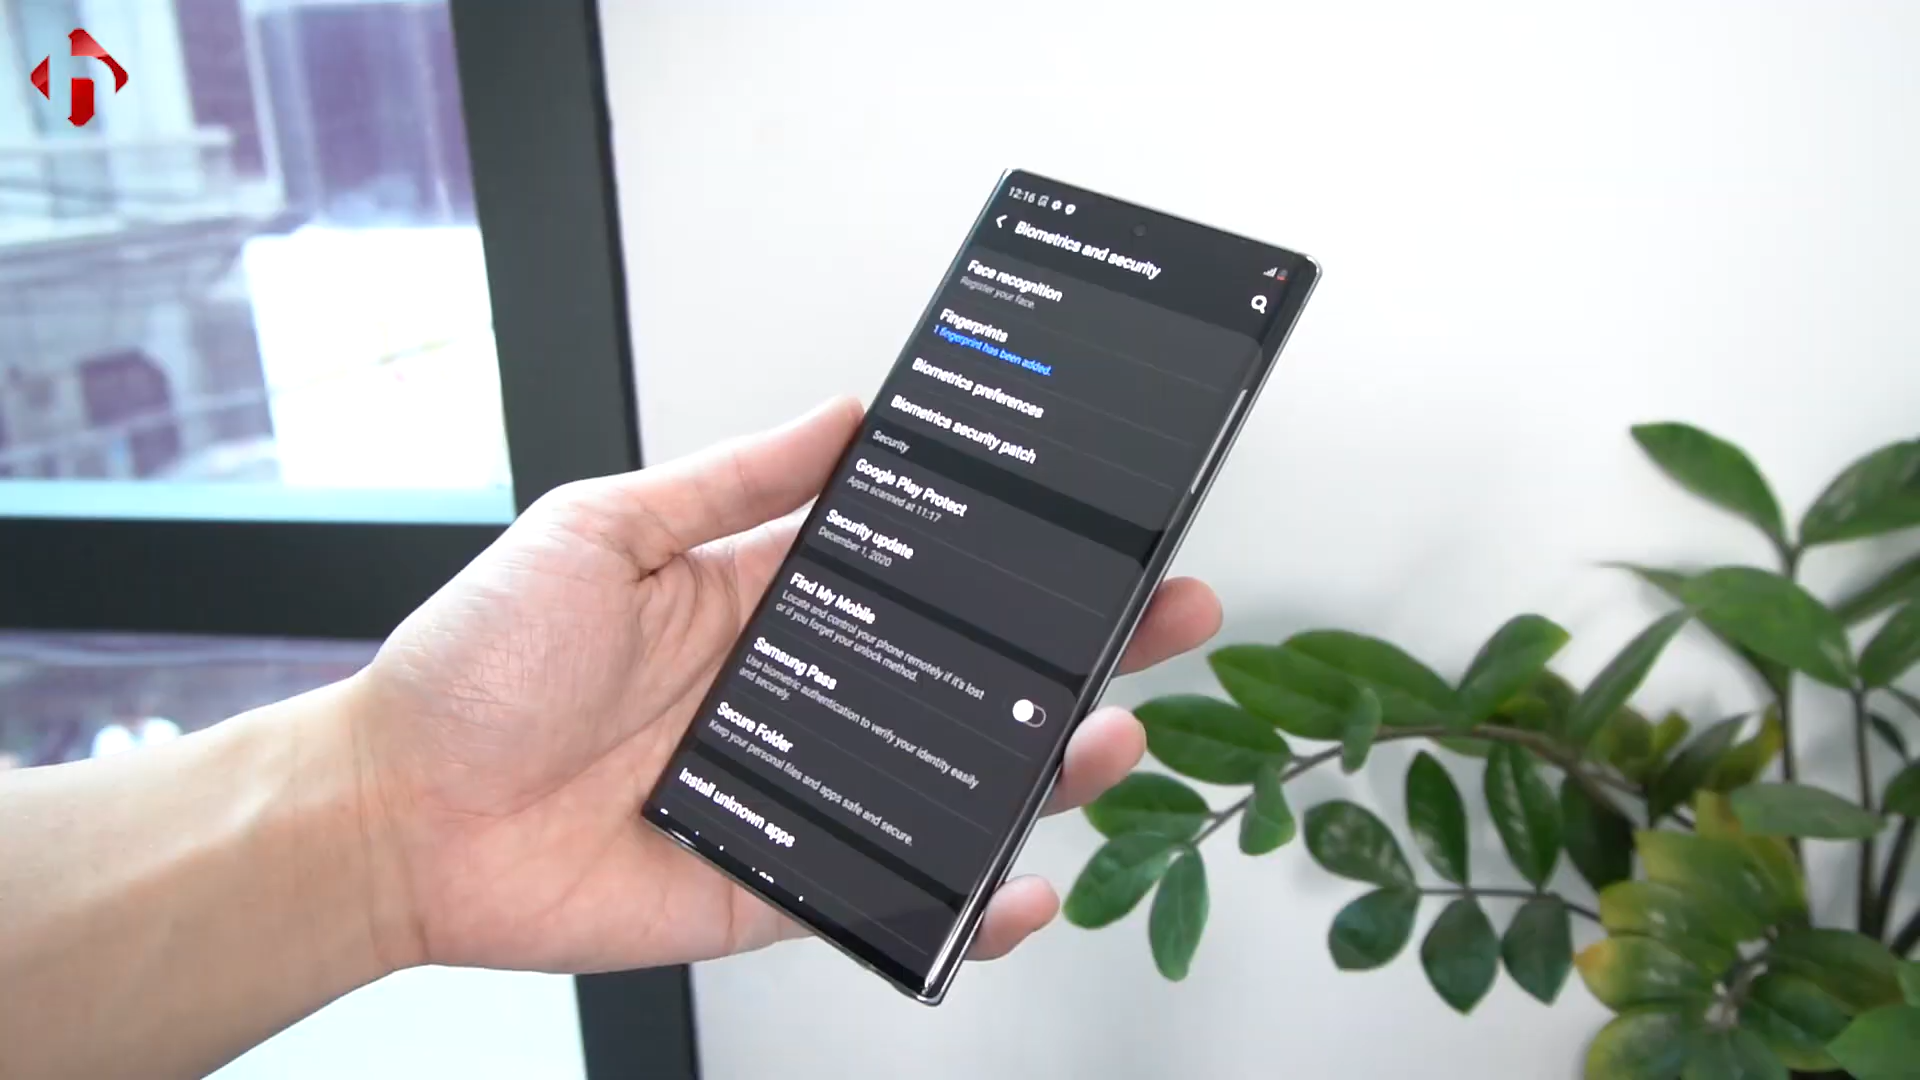 12:16
Biometrics and security
Face recognition
Register your face.
Fingerprints
1 fingerprint has been added.
Biometrics preferences
Biometrics security patch
Security
Google Play Protect
Apps scanned at 11:17
Security update
December 1, 2020
Find My Mobile
Locate and control your phone remotely if it's lost
or if you forget your unlock method.
Samsung Pass
Use biometric authentication to verify your identity easily
and securely.
Secure Folder
Keep your personal files and apps safe and secure.
Install unknown apps